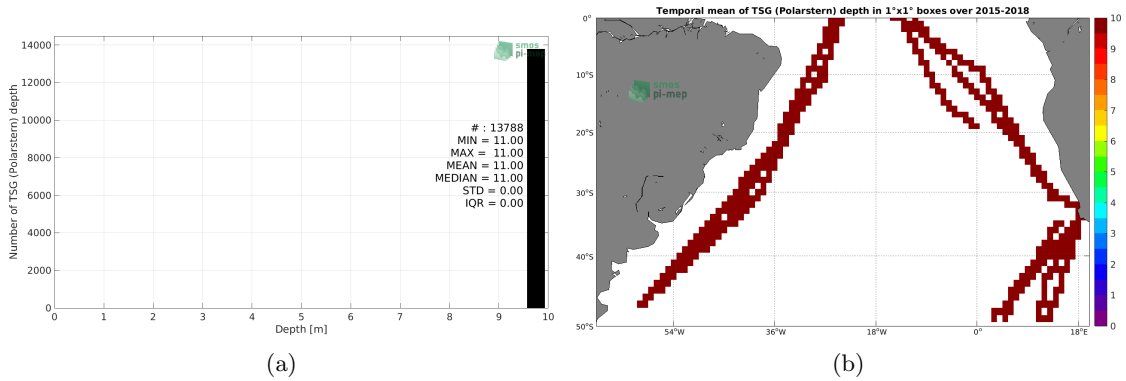 14000
12000
10000
8000
6000
4000
2000
0
Number of TSG (Polarstern) depth
smos
pi-mep
# : 13788
MIN = 11.00
MAX = 11.00
MEAN = 11.00
MEDIAN = 11.00
STD = 0.00
IQR = 0.00
0 1 2 3 4 5 6 7 8 9 10
Depth [m]
(a)
Temporal mean of TSG (Polarstern) depth in 1°x1° boxes over 2015-2018
0°
10°S
20°S
30°S
40°S
50°S
smos
pi-mep
54°W 36°W 18°W 0° 18°E
10
9
8
7
6
5
4
3
2
1
0
(b)